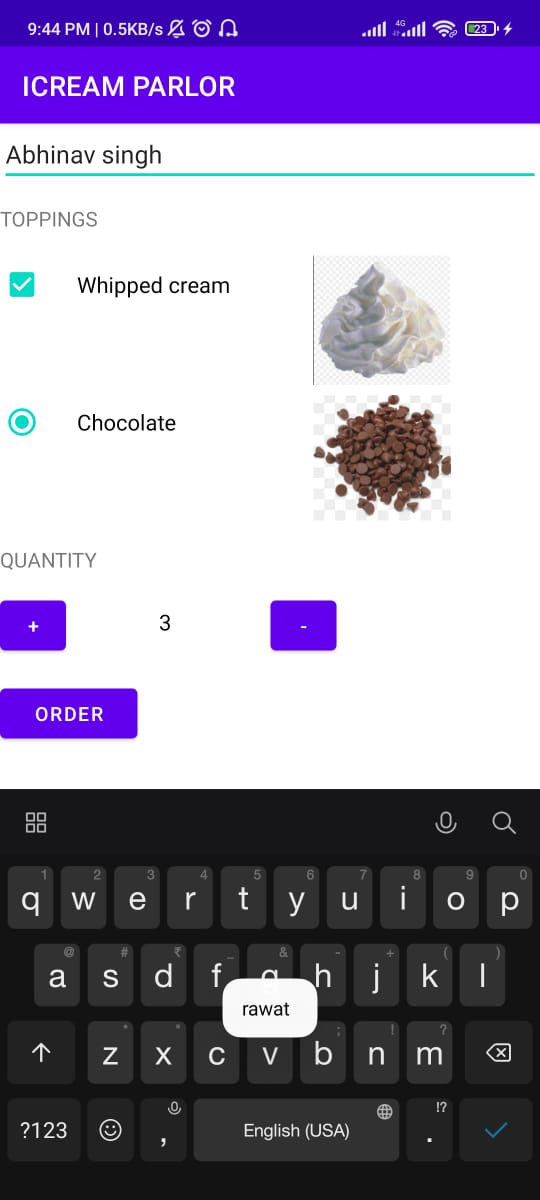 9:44 PM | 0.5KB/s 4G 23
ICREAM PARLOR
Abhinav singh
TOPPINGS
Whipped cream
Chocolate
QUANTITY
+ 3 -
ORDER
1 2 3 4 5 6 7 8 9 0
q w e r t y u i o p
@ # ₹ _ & - + ( )
a s d f g h j k l
rawat
* " ; ! ?
z x c v b n m
!?
?123 , English (USA) .